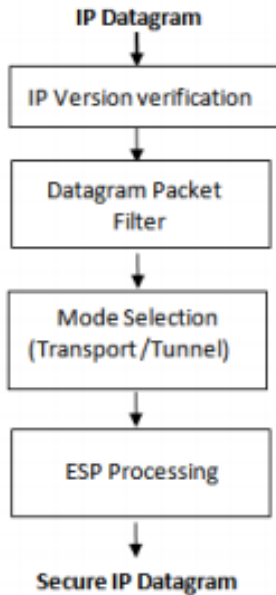 IP Datagram
IP Version verification
Datagram Packet
Filter
Mode Selection
(Transport/Tunnel)
ESP Processing
Secure IP Datagram